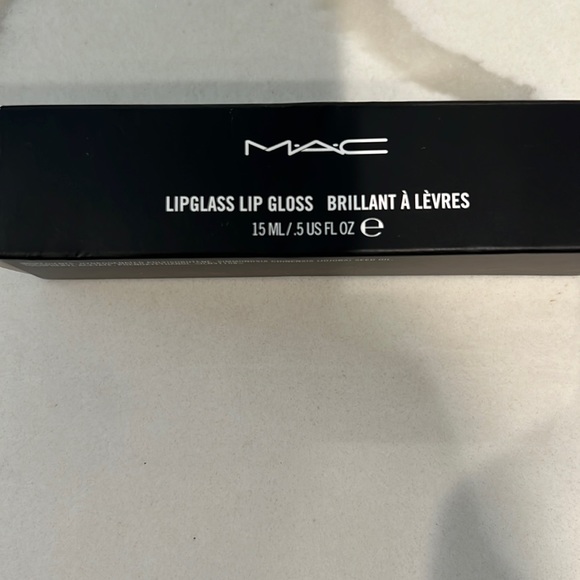 M·A·C
LIPGLASS LIP GLOSS BRILLANT À LÈVRES
15 ML/.5 US FL OZ ℮